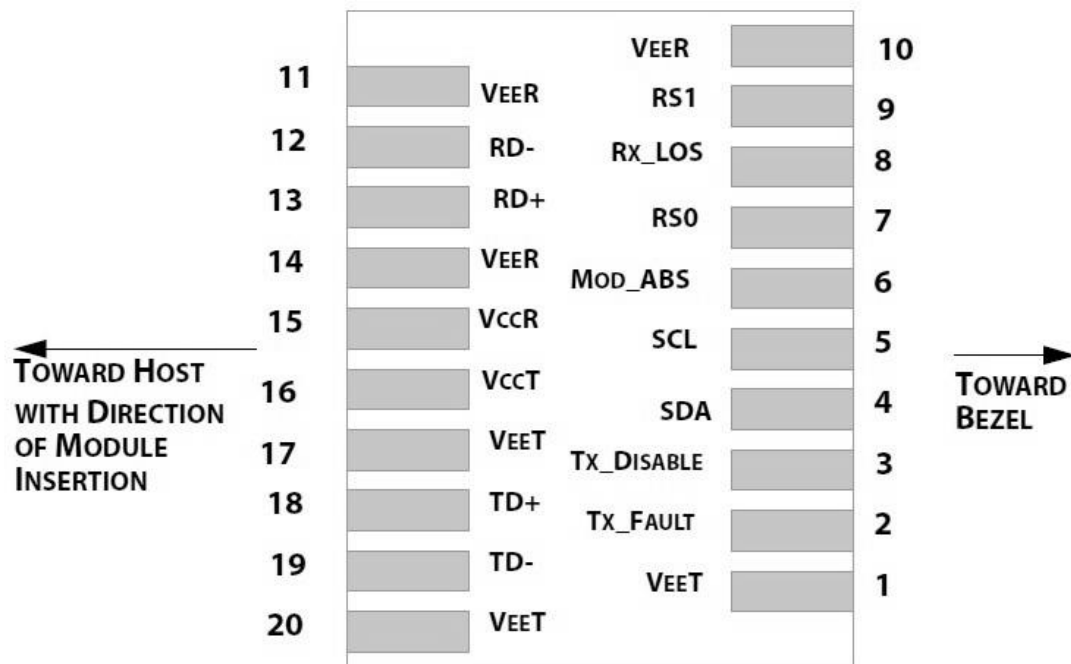 11 VEER
12 RD-
13 RD+
14 VEER
15 VCCR
16 VCCT
17 VEET
18 TD+
19 TD-
20 VEET
VEER 10
RS1 9
RX_LOS 8
RS0 7
MOD_ABS 6
SCL 5
SDA 4
TX_DISABLE 3
TX_FAULT 2
VEET 1
TOWARD HOST
WITH DIRECTION
OF MODULE
INSERTION
TOWARD
BEZEL